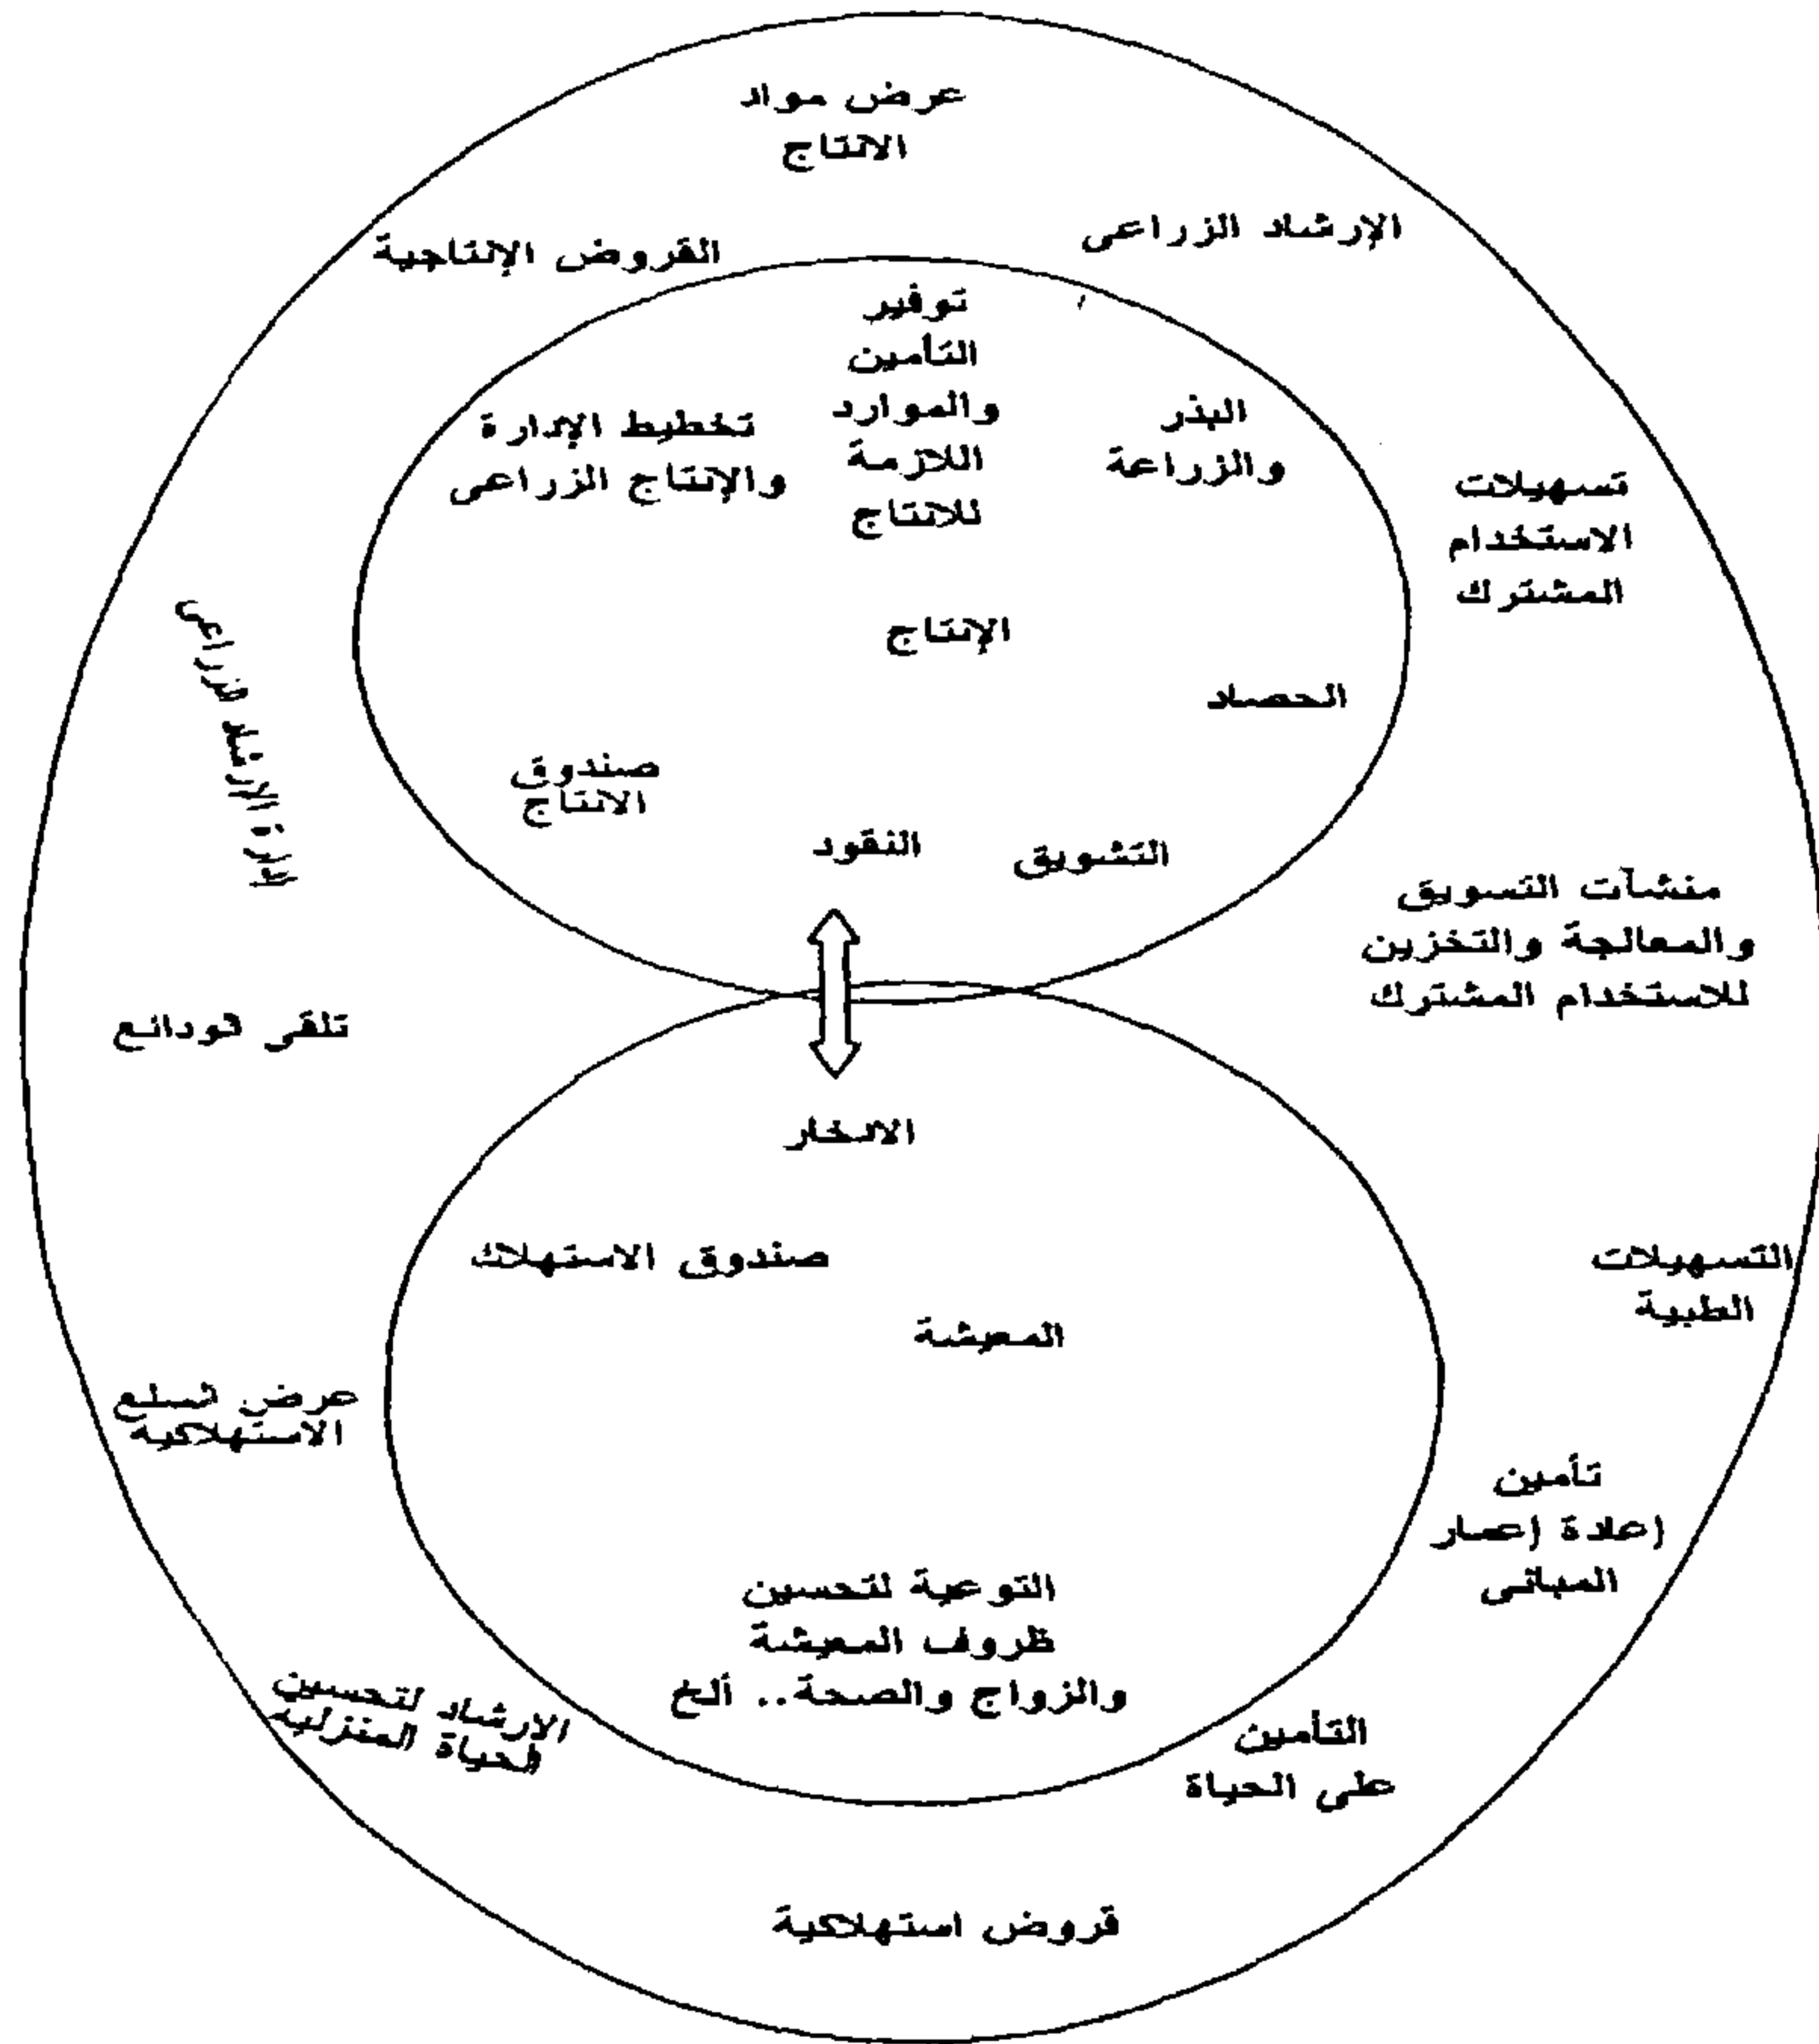 عرض مواد
الانتاج
الإرشاد الزراعى
القروض الإنتاجية
توفير
التأمين
والموارد
اللازمة
للانتاج
البذر
والزراعة
تخطيط الإدارة
والإنتاج الزراعى
تسهيلات
الاستخدام
المشترك
الإنتاج
الحصاد
صندوق
الانتاج
النقود
التشويق
منشآت التسويق
والمعالجة والتخزين
للاستخدام المشترك
تلقى الودائع
الادخار
صندوق الاستهلاك
المعيشة
التسهيلات
الطبية
عرض السلع
الاستهلاكية
تأمين
إعادة إعمار
المبانى
التوعية لتحسين
ظروف المعيشة
والزواج والصحة.. ألخ
الارشاد لتحسين
الحياة المنزلية
التأمين
على الحياة
قروض استهلاكية